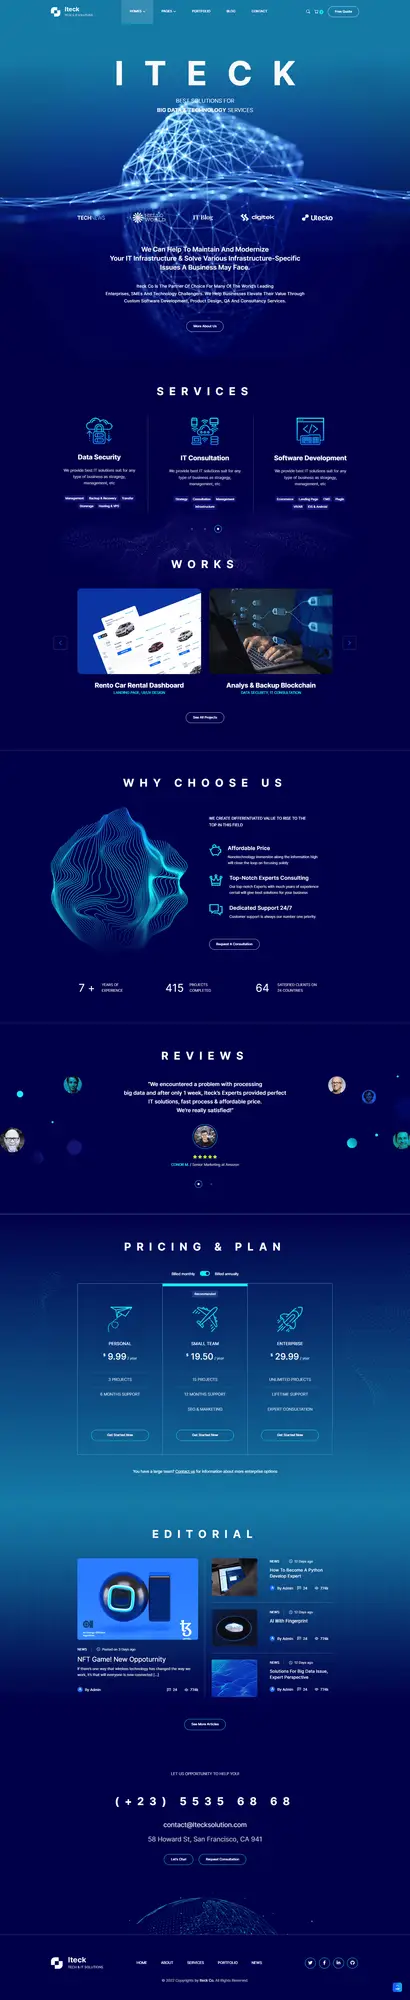 Iteck
TECH & IT SOLUTIONS
HOMES
PAGES
PORTFOLIO
BLOG
CONTACT
Free Quote
ITECK
BEST SOLUTIONS FOR
BIG DATA & TECHNOLOGY SERVICES
TECHNEWS
HELLO WORLD
IT Blog
digitek
Utecko
We Can Help To Maintain And Modernize
Your IT Infrastructure & Solve Various Infrastructure-Specific
Issues A Business May Face.
Iteck Co Is The Partner Of Choice For Many Of The World's Leading
Enterprises, SMEs And Technology Challengers. We Help Businesses Elevate Their Value Through
Custom Software Development, Product Design, QA And Consultancy Services.
More About Us
SERVICES
Data Security
We provide best IT solutions suit for any
type of business as strategy,
management, etc
Management
Backup & Recovery
Transfer
Storerage
Hosting & VPS
IT Consultation
We provide best IT solutions suit for any
type of business as strategy,
management, etc
Strategy
Consultation
Management
Infrastructure
Software Development
We provide best IT solutions suit for any
type of business as strategy,
management, etc
Ecommerce
Landing Page
CMS
Plugin
UI/UX
iOS & Android
WORKS
Rento Car Rental Dashboard
LANDING PAGE, UI/UX DESIGN
Analys & Backup Blockchain
DATA SECURITY, IT CONSULTATION
See All Projects
WHY CHOOSE US
WE CREATE DIFFERENTIATED VALUE TO RISE TO THE
TOP IN THIS FIELD
Affordable Price
Nanotechnology immersion along the information high
will close the loop on focusing solely
Top-Notch Experts Consulting
Our top-notch Experts with much years of experience
certail will give best solutions for your business
Dedicated Support 24/7
Customer support is always our number one priority
Request A Consultation
7 +
YEARS OF
EXPERIENCE
415
PROJECTS
COMPLETED
64
SATISFIED CLIENTS ON
24 COUNTRIES
REVIEWS
"We encountered a problem with processing
big data and after only 1 week, Iteck's Experts provided perfect
IT solutions, fast process & affordable price.
We're really satisfied!"
CONOR M. / Senior Marketing at Amazon
PRICING & PLAN
Billed monthly
Billed annually
PERSONAL
$ 9.99 / year
3 PROJECTS
6 MONTHS SUPPORT
Get Started Now
Recommended
SMALL TEAM
$ 19.50 / year
15 PROJECTS
12 MONTHS SUPPORT
SEO & MARKETING
Get Started Now
ENTERPRISE
$ 29.99 / year
UNLIMITED PROJECTS
LIFETIME SUPPORT
EXPERT CONSULTATION
Get Started Now
You have a large team? Contact us for information about more enterprise options
EDITORIAL
NEWS
Posted on 3 Days ago
NFT Game! New Oppoturnity
If there's one way that wireless technology has changed the way we
work, it's that will everyone is now connected [...]
By Admin
24
774k
NEWS
10 Days ago
How To Become A Python
Develop Expert
By Admin
24
774k
NEWS
12 Days ago
AI With Fingerprint
By Admin
24
774k
NEWS
12 Days ago
Solutions For Big Data Issue,
Expert Perspective
By Admin
24
774k
See More Articles
LET US OPPORTUNITY TO HELP YOU!
(+23) 5535 68 68
contact@Itecksolution.com
58 Howard St, San Francisco, CA 941
Let's Chat
Request Consultation
Iteck
TECH & IT SOLUTIONS
HOME
ABOUT
SERVICES
PORTFOLIO
NEWS
© 2023 Copyrights by Iteck Co. All Rights Reserved.